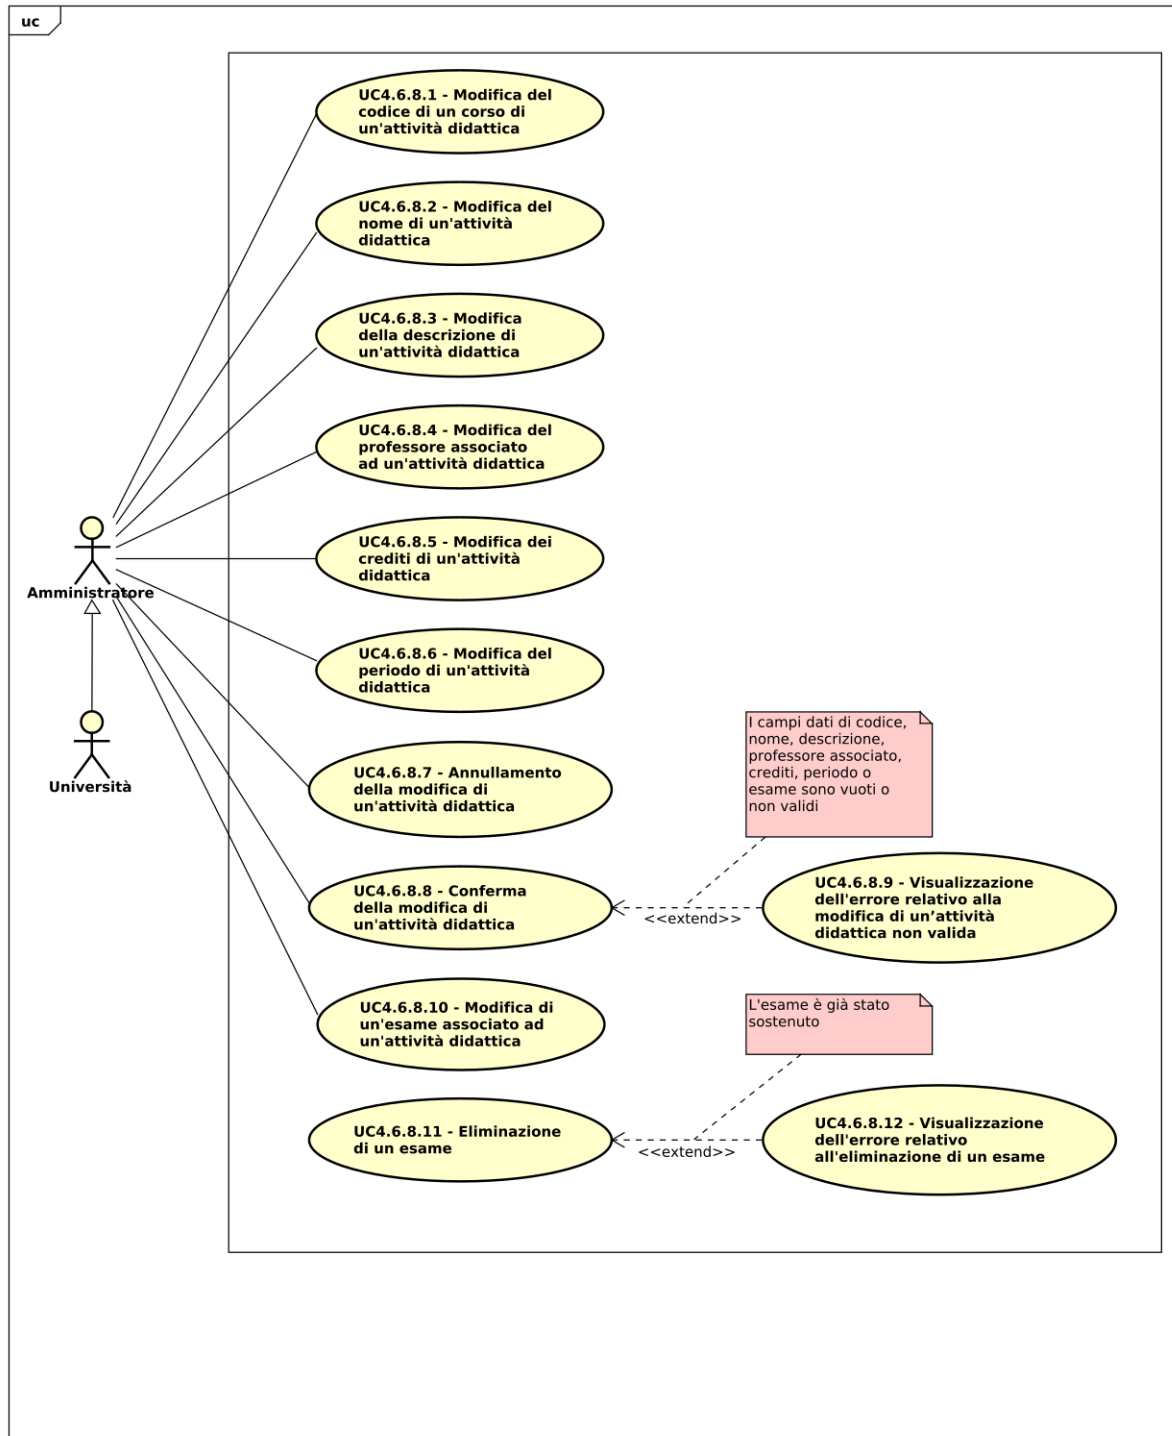 uc
UC4.6.8.1 - Modifica del
codice di un corso di
un'attività didattica
UC4.6.8.2 - Modifica del
nome di un'attività
didattica
UC4.6.8.3 - Modifica
della descrizione di
un'attività didattica
UC4.6.8.4 - Modifica del
professore associato
ad un'attività didattica
UC4.6.8.5 - Modifica dei
crediti di un'attività
didattica
Amministratore
UC4.6.8.6 - Modifica del
periodo di un'attività
didattica
Università
UC4.6.8.7 - Annullamento
della modifica di
un'attività didattica
I campi dati di codice,
nome, descrizione,
professore associato,
crediti, periodo o
esame sono vuoti o
non validi
UC4.6.8.8 - Conferma
della modifica di
un'attività didattica
<<extend>>
UC4.6.8.9 - Visualizzazione
dell'errore relativo alla
modifica di un’attività
didattica non valida
UC4.6.8.10 - Modifica di
un'esame associato ad
un'attività didattica
L'esame è già stato
sostenuto
UC4.6.8.11 - Eliminazione
di un esame
<<extend>>
UC4.6.8.12 - Visualizzazione
dell'errore relativo
all'eliminazione di un esame